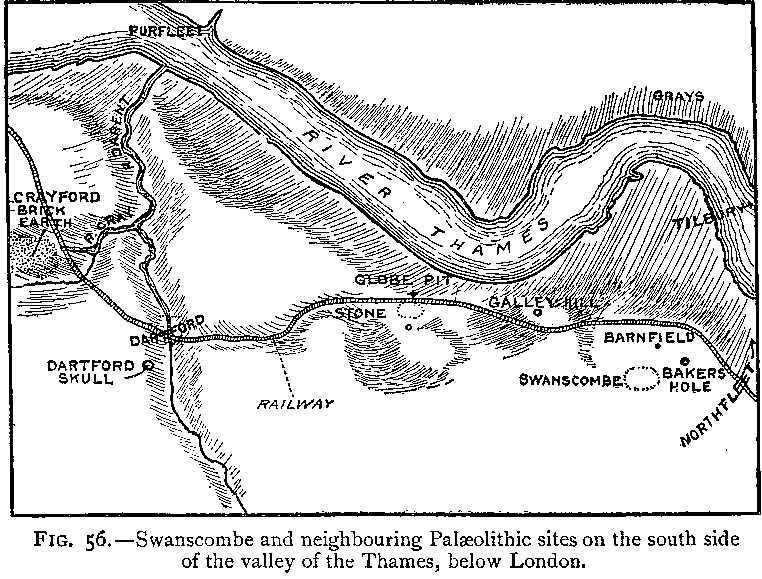 PURFLEET
GRAYS
R. DARENT
RIVER THAMES
CRAYFORD
BRICK
EARTH
R. CRAY
TILBURY
GLOBE PIT
STONE
GALLEY HILL
DARTFORD
BARNFIELD
DARTFORD
SKULL
SWANSCOMBE
BAKERS
HOLE
RAILWAY
NORTHFLEET
FIG. 56.—Swanscombe and neighbouring Palæolithic sites on the south side
of the valley of the Thames, below London.